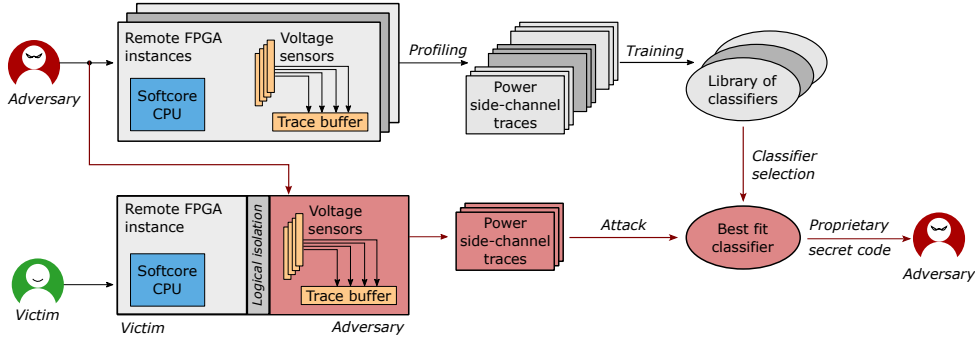 Adversary
Remote FPGA
instances
Softcore
CPU
Voltage
sensors
Trace buffer
Profiling
Power
side-channel
traces
Training
Library of
classifiers
Classifier
selection
Victim
Remote FPGA
instance
Softcore
CPU
Victim
Logical isolation
Voltage
sensors
Trace buffer
Adversary
Power
side-channel
traces
Attack
Best fit
classifier
Proprietary
secret code
Adversary